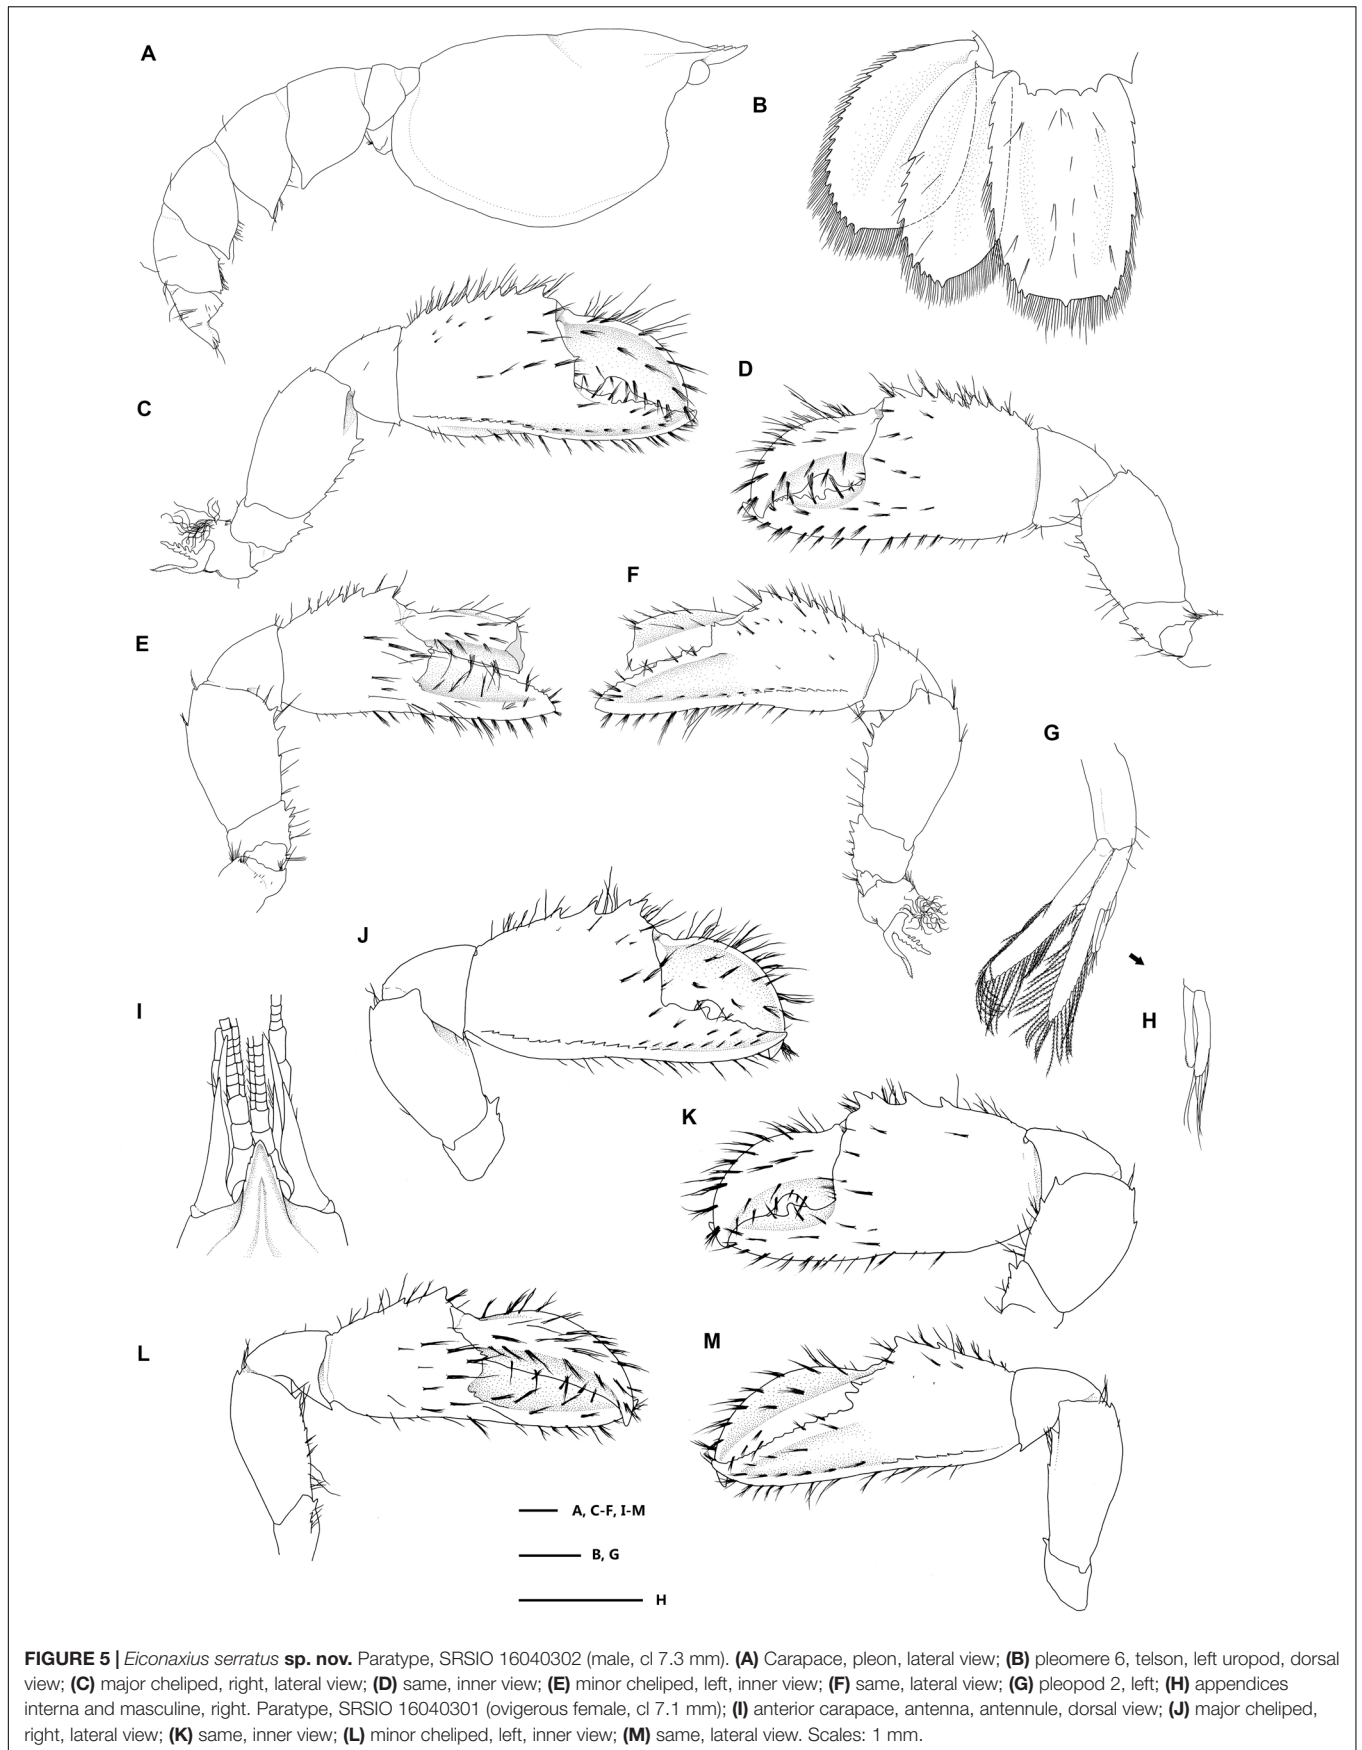 A
B
C
D
E
F
G
H
I
J
K
L
M
A, C-F, I-M
B, G
H
FIGURE 5 | Eiconaxius serratus sp. nov. Paratype, SRSIO 16040302 (male, cl 7.3 mm). (A) Carapace, pleon, lateral view; (B) pleomere 6, telson, left uropod, dorsal
view; (C) major cheliped, right, lateral view; (D) same, inner view; (E) minor cheliped, left, inner view; (F) same, lateral view; (G) pleopod 2, left; (H) appendices
interna and masculine, right. Paratype, SRSIO 16040301 (ovigerous female, cl 7.1 mm); (I) anterior carapace, antenna, antennule, dorsal view; (J) major cheliped,
right, lateral view; (K) same, inner view; (L) minor cheliped, left, inner view; (M) same, lateral view. Scales: 1 mm.